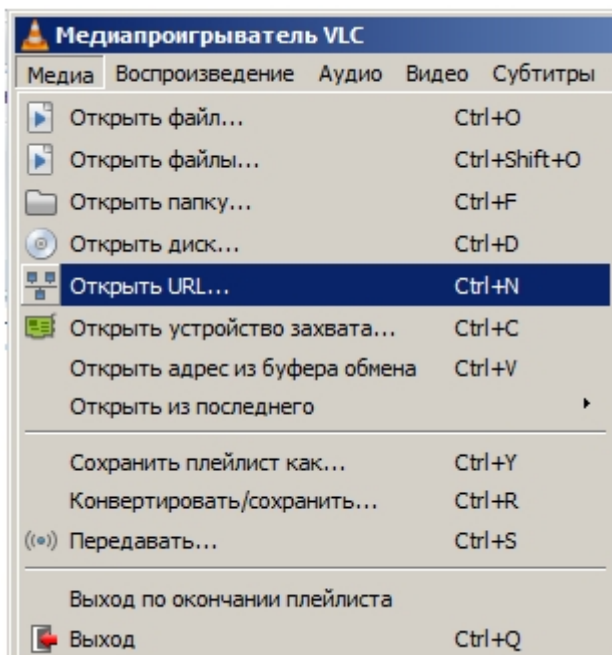 Медиапроигрыватель VLC
Медиа Воспроизведение Аудио Видео Субтитры
Открыть файл... Ctrl+O
Открыть файлы... Ctrl+Shift+O
Открыть папку... Ctrl+F
Открыть диск... Ctrl+D
Открыть URL... Ctrl+N
Открыть устройство захвата... Ctrl+C
Открыть адрес из буфера обмена Ctrl+V
Открыть из последнего
Сохранить плейлист как... Ctrl+Y
Конвертировать/сохранить... Ctrl+R
Передавать... Ctrl+S
Выход по окончании плейлиста
Выход Ctrl+Q